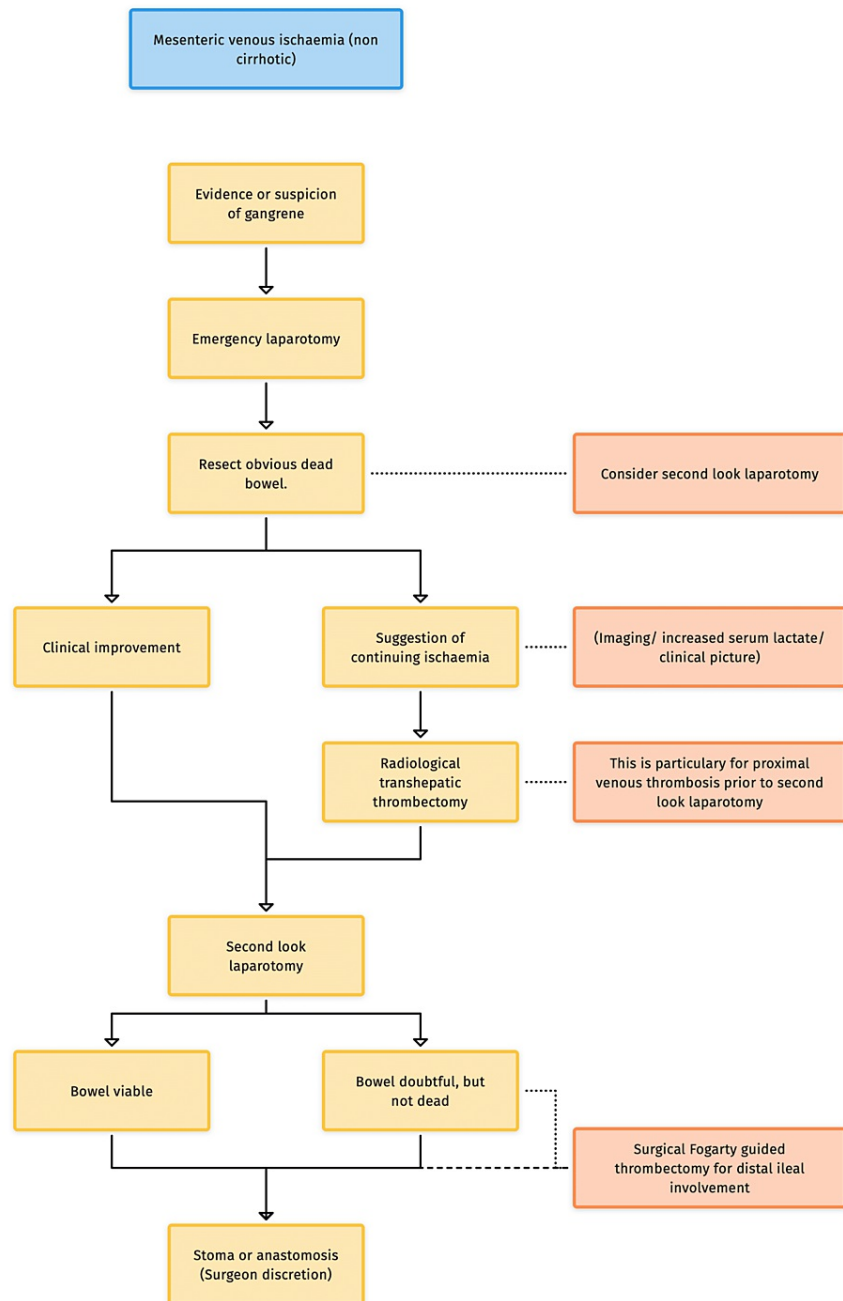 Mesenteric venous ischaemia (non
cirrhotic)
Evidence or suspicion
of gangrene
Emergency laparotomy
Resect obvious dead
bowel.
Consider second look laparotomy
Clinical improvement
Suggestion of
continuing ischaemia
(Imaging/ increased serum lactate/
clinical picture)
Radiological
transhepatic
thrombectomy
This is particulary for proximal
venous thrombosis prior to second
look laparotomy
Second look
laparotomy
Bowel viable
Bowel doubtful, but
not dead
Surgical Fogarty guided
thrombectomy for distal ileal
involvement
Stoma or anastomosis
(Surgeon discretion)